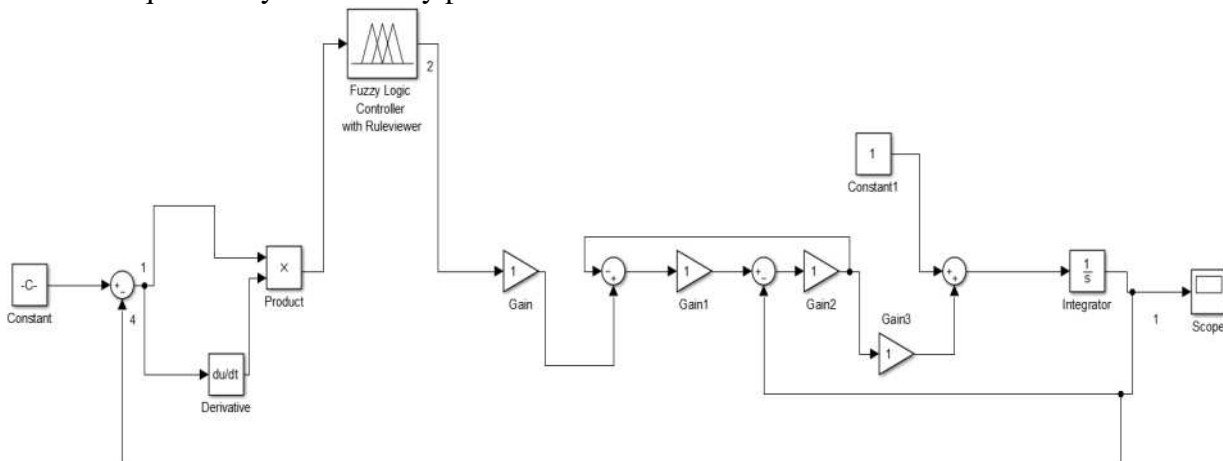 2
Fuzzy Logic
Controller
with Ruleviewer
1
Constant1
-C-
Constant
+
-
1
4
×
Product
du/dt
Derivative
1
Gain
-
+
1
Gain1
+
-
1
Gain2
Gain3
1
+
+
1
s
Integrator
1
Scope